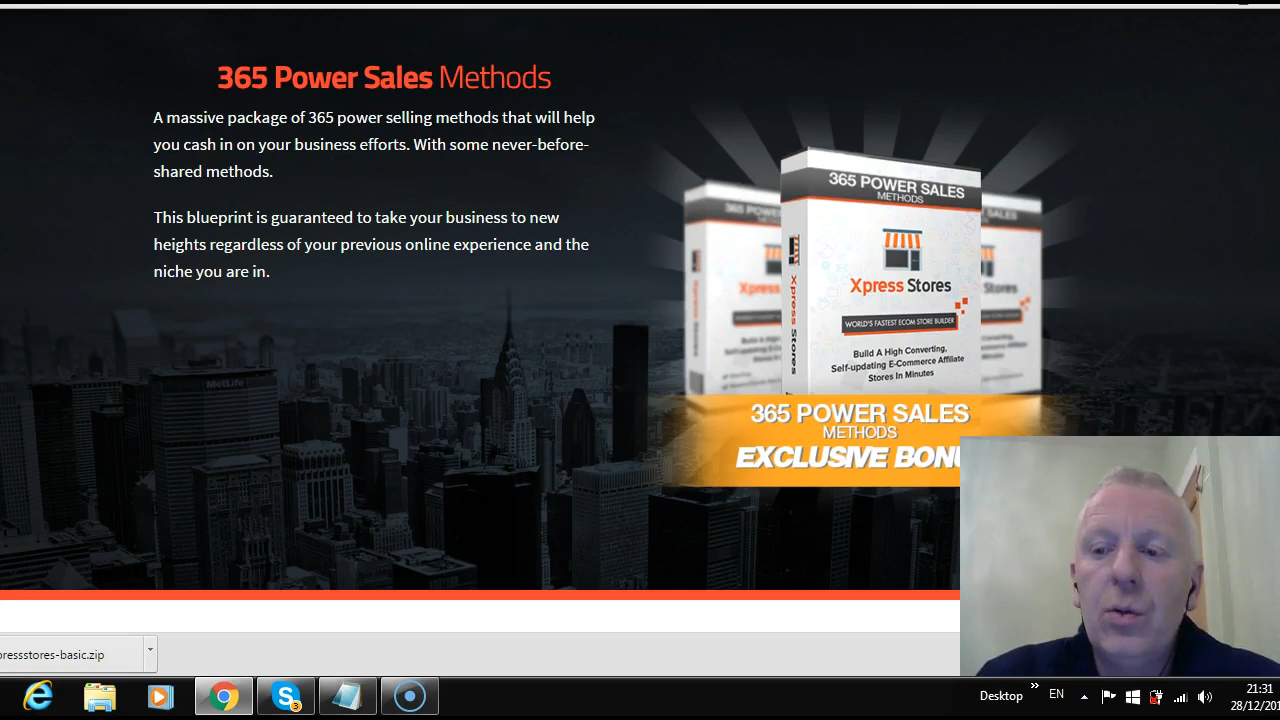 365 Power Sales Methods
A massive package of 365 power selling methods that will help
you cash in on your business efforts. With some never-before-
shared methods.
This blueprint is guaranteed to take your business to new
heights regardless of your previous online experience and the
niche you are in.
MetLife
365 POWER SALES
METHODS
Xpress Stores
WORLD'S FASTEST ECOM STORE BUILDER
Build A High Converting,
Self-updating E-Commerce Affiliate
Stores In Minutes
Xpress Stores
365 POWER SALES
METHODS
EXCLUSIVE BONU
ressstores-basic.zip
3
Desktop
EN
21:31
28/12/201